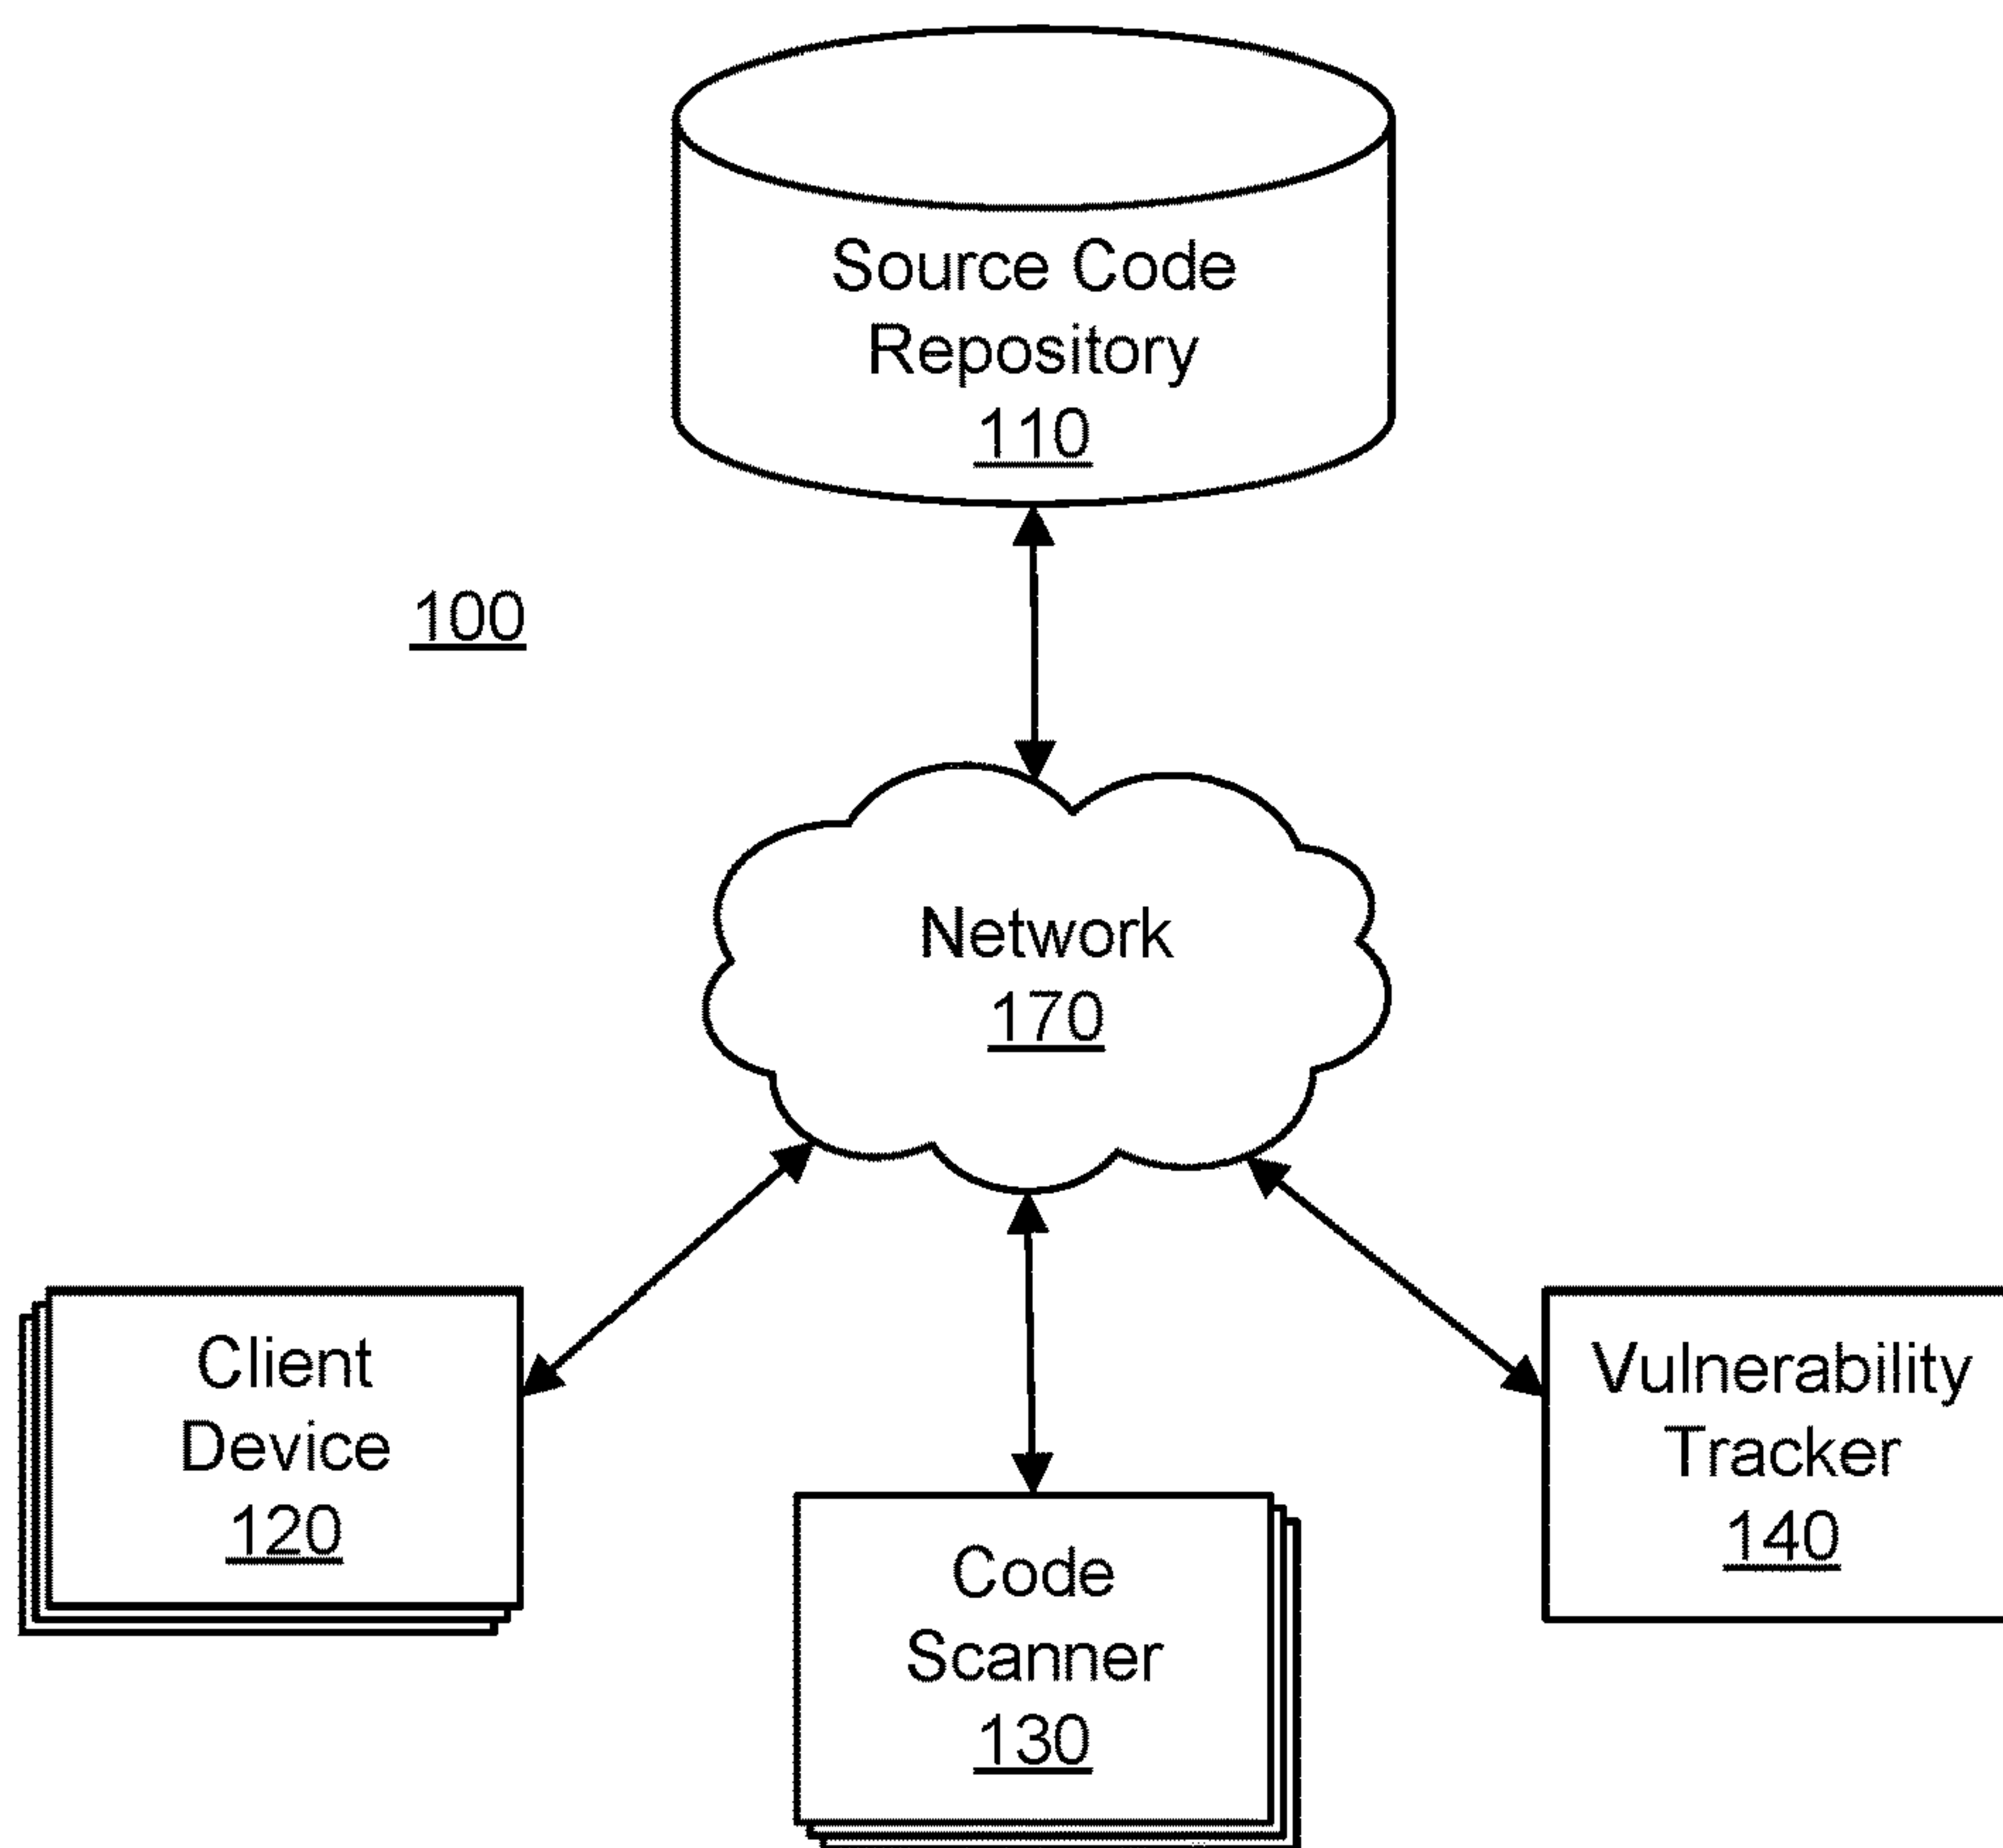 Source Code
Repository
110
100
Network
170
Client
Device
120
Code
Scanner
130
Vulnerability
Tracker
140